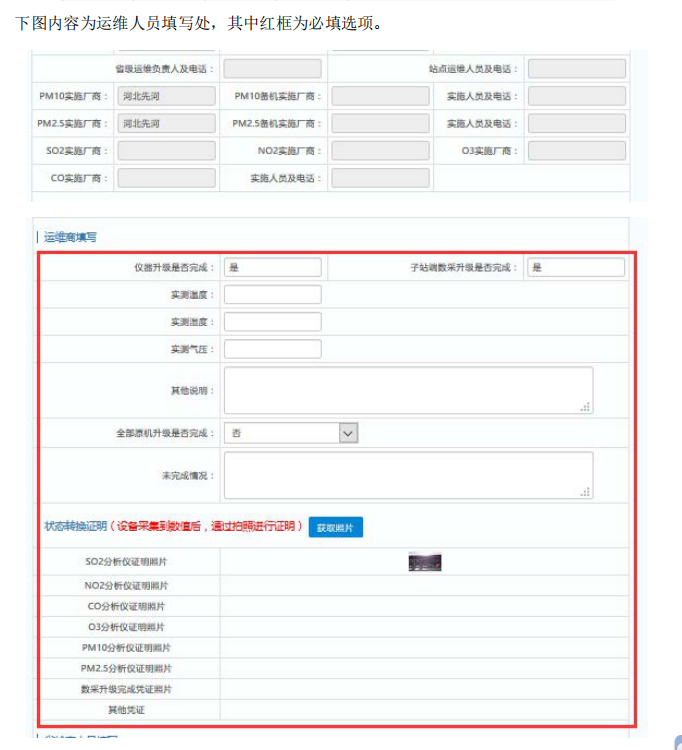 下图内容为运维人员填写处，其中红框为必填选项。
省级运维负责人及电话： 站点运维人员及电话：
PM10实施厂商： 河北先河 PM10备机实施厂商： 实施人员及电话：
PM2.5实施厂商： 河北先河 PM2.5备机实施厂商： 实施人员及电话：
SO2实施厂商： NO2实施厂商： O3实施厂商：
CO实施厂商： 实施人员及电话：
运维商填写
仪器升级是否完成： 是 子站端数采升级是否完成： 是
实测温度：
实测湿度：
实测气压：
其他说明：
全部原机升级是否完成： 否
未完成情况：
状态转换证明（设备采集到数值后，通过拍照进行证明） 获取照片
SO2分析仪证明照片
NO2分析仪证明照片
CO分析仪证明照片
O3分析仪证明照片
PM10分析仪证明照片
PM2.5分析仪证明照片
数采升级完成凭证照片
其他凭证